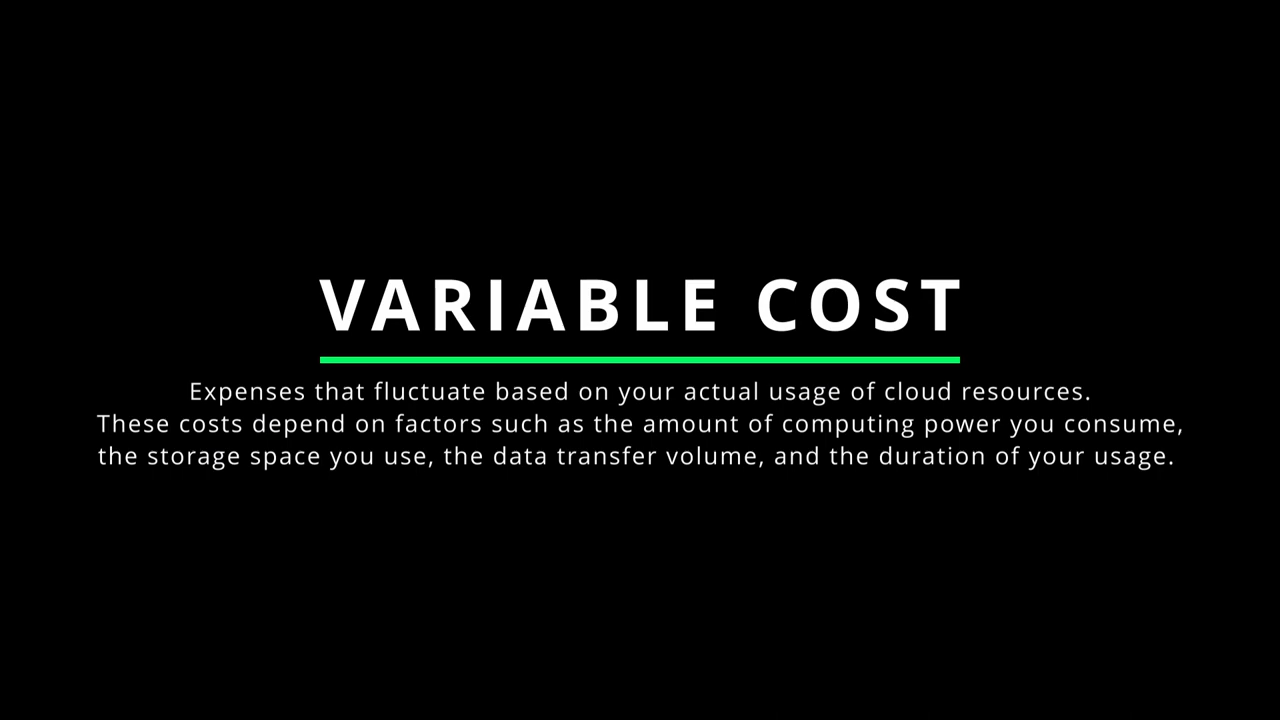 VARIABLE COST
Expenses that fluctuate based on your actual usage of cloud resources.
These costs depend on factors such as the amount of computing power you consume,
the storage space you use, the data transfer volume, and the duration of your usage.